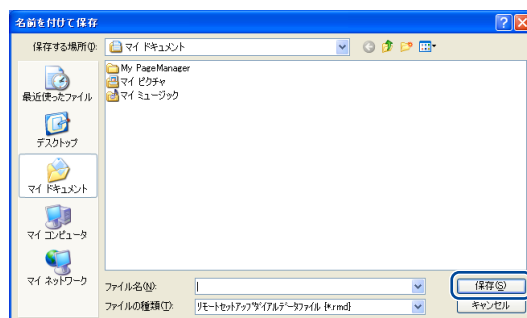 名前を付けて保存
保存する場所(I):
マイ ドキュメント
My PageManager
マイ ピクチャ
マイ ミュージック
最近使ったファイル
デスクトップ
マイ ドキュメント
マイ コンピュータ
マイ ネットワーク
ファイル名(N):
保存(S)
ファイルの種類(T):
リモートセットアップダイアルデータファイル {*.rmd}
キャンセル